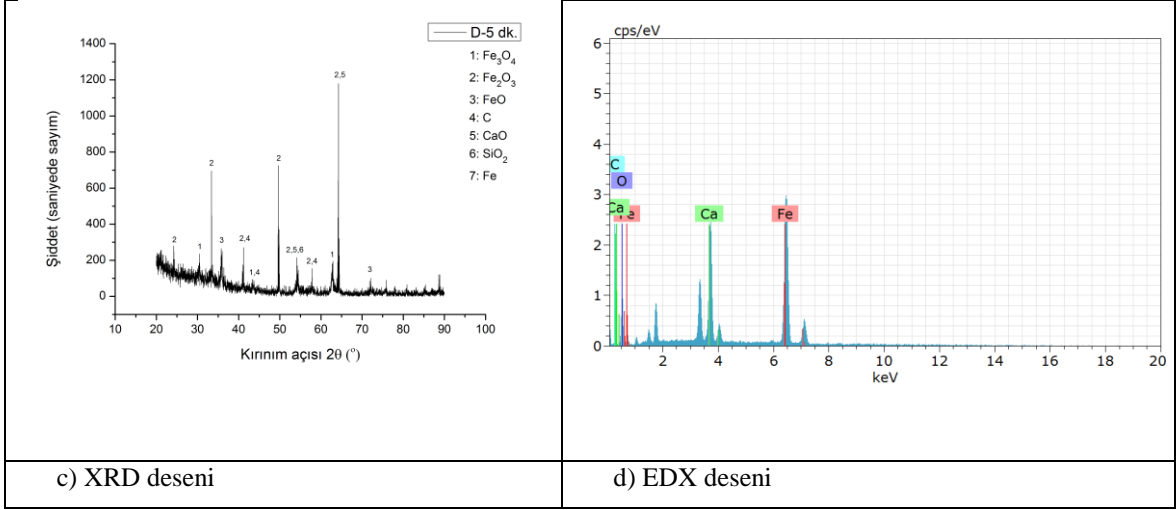 D-5 dk.
1: Fe₃O₄
2: Fe₂O₃
3: FeO
4: C
5: CaO
6: SiO₂
7: Fe
Şiddet (saniyede sayım)
1400
1200
1000
800
600
400
200
0
2
1
2
3
2,4
1,4
2
2,5,6
2,4
1
2,5
3
10 20 30 40 50 60 70 80 90 100
Kırınım açısı 2θ (°)
cps/eV
6
5
4
3
2
1
0
C
O
Ca
Fe
Ca
Fe
2 4 6 8 10 12 14 16 18 20
keV
c) XRD deseni
d) EDX deseni